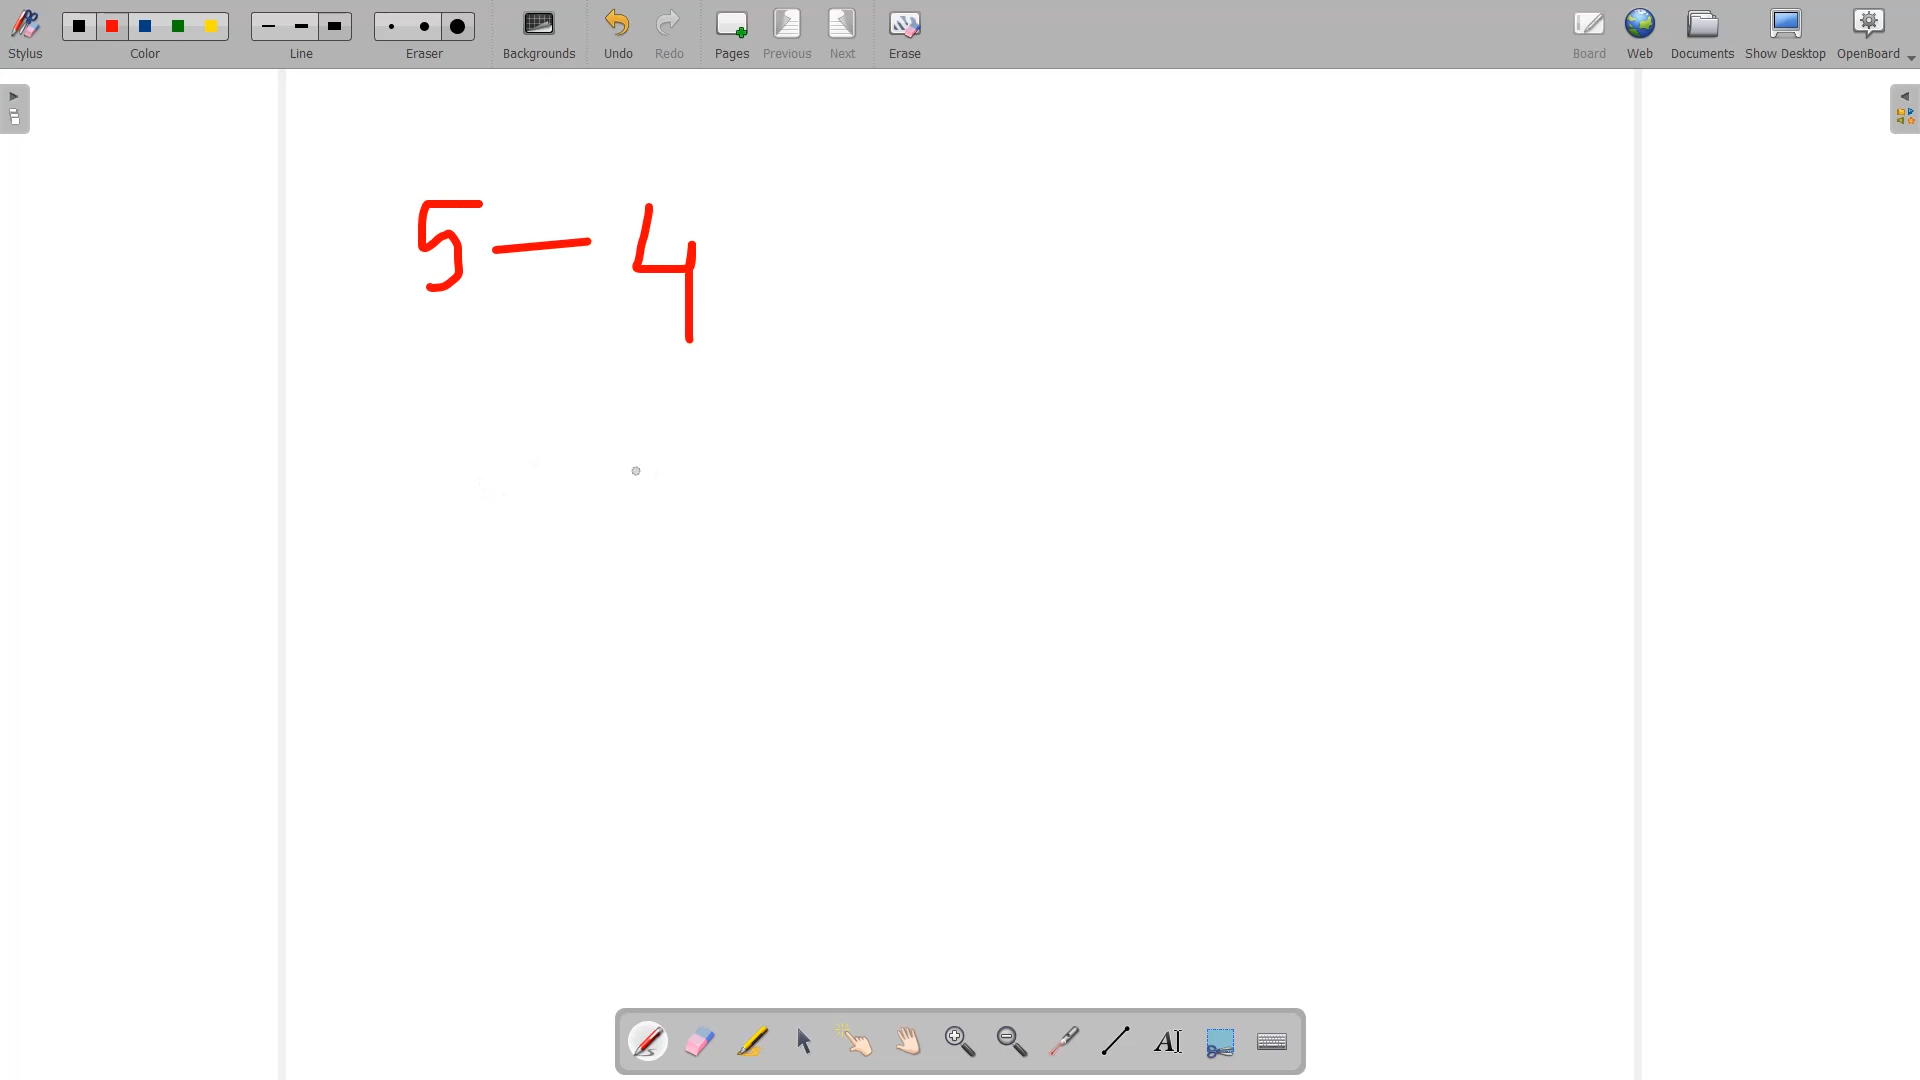 Stylus Color Line Eraser Backgrounds Undo Redo Pages Previous Next Erase Board Web Documents Show Desktop OpenBoard
5 — 4